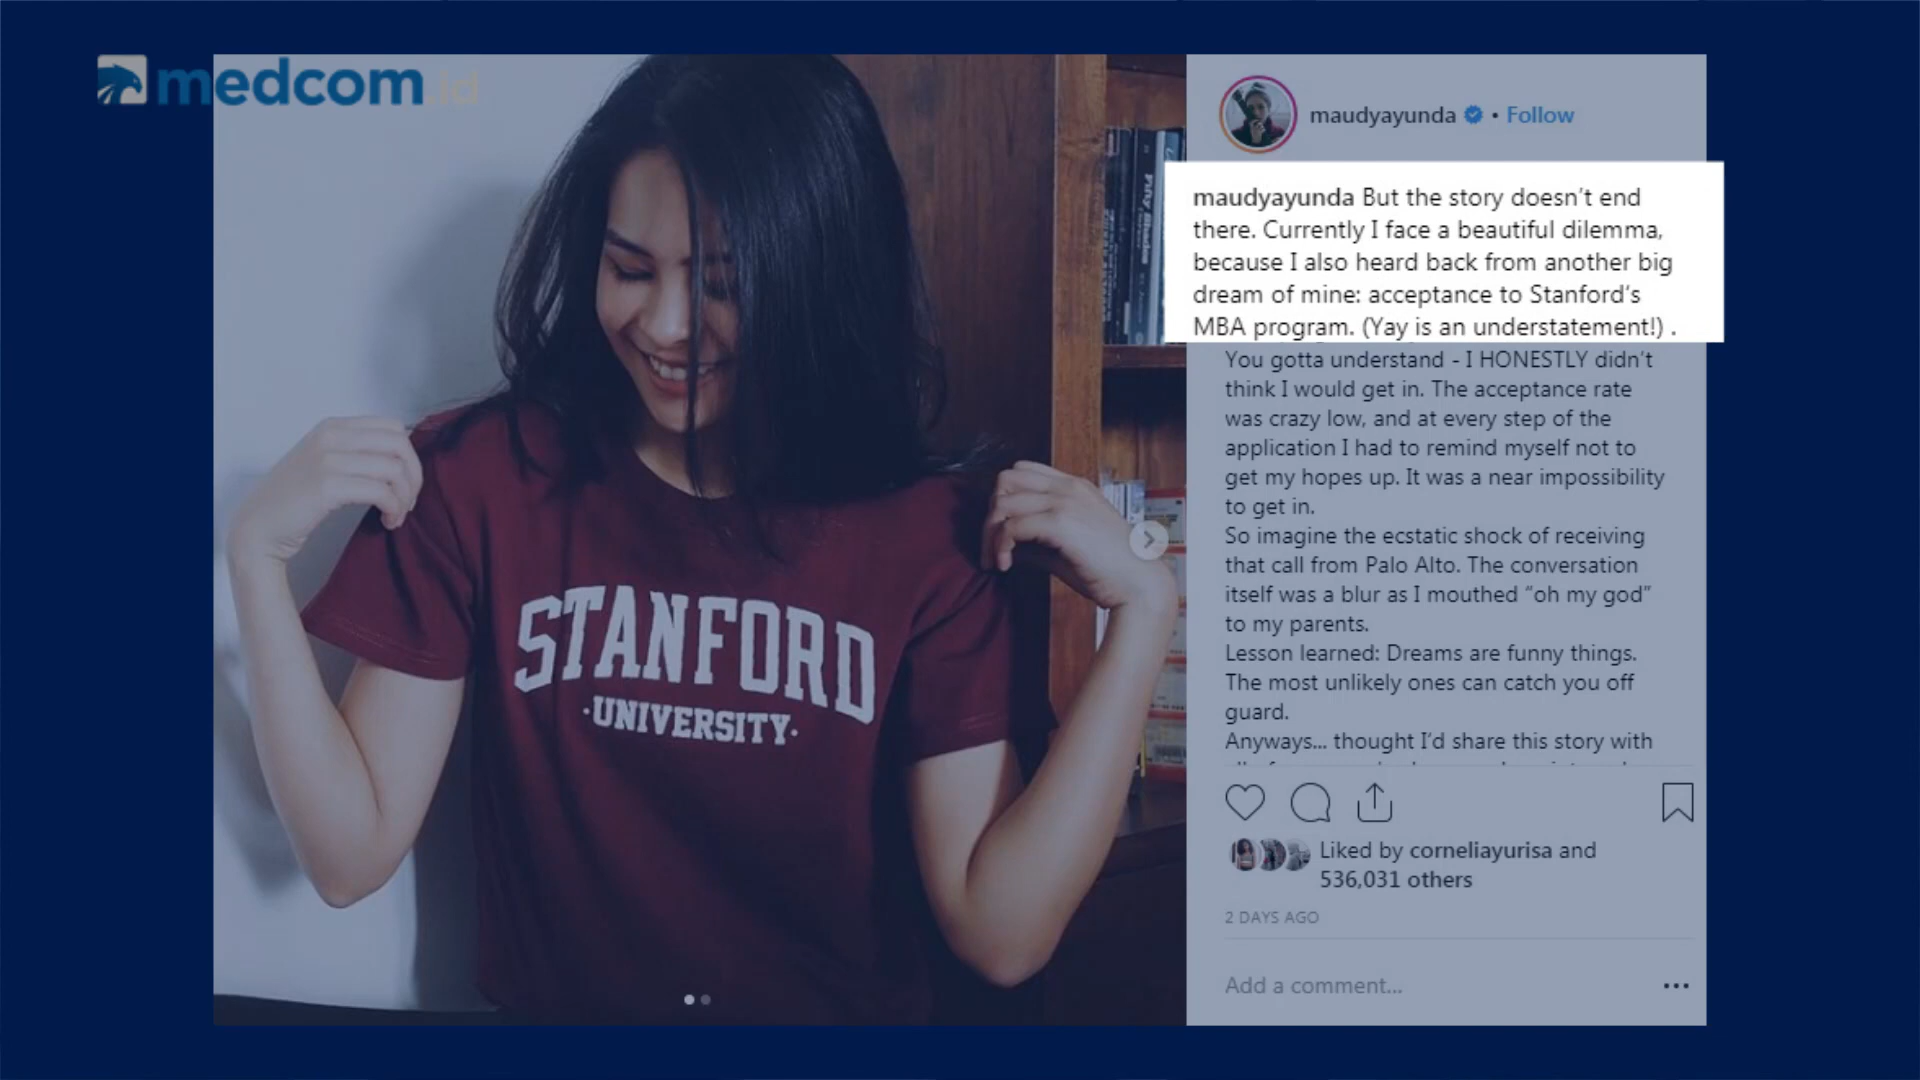 medcom.id
STANFORD
·UNIVERSITY·
maudyayunda • Follow
maudyayunda But the story doesn't end
there. Currently I face a beautiful dilemma,
because I also heard back from another big
dream of mine: acceptance to Stanford's
MBA program. (Yay is an understatement!) .
You gotta understand - I HONESTLY didn't
think I would get in. The acceptance rate
was crazy low, and at every step of the
application I had to remind myself not to
get my hopes up. It was a near impossibility
to get in.
So imagine the ecstatic shock of receiving
that call from Palo Alto. The conversation
itself was a blur as I mouthed “oh my god”
to my parents.
Lesson learned: Dreams are funny things.
The most unlikely ones can catch you off
guard.
Anyways... thought I'd share this story with
Liked by corneliayurisa and
536,031 others
2 DAYS AGO
Add a comment...